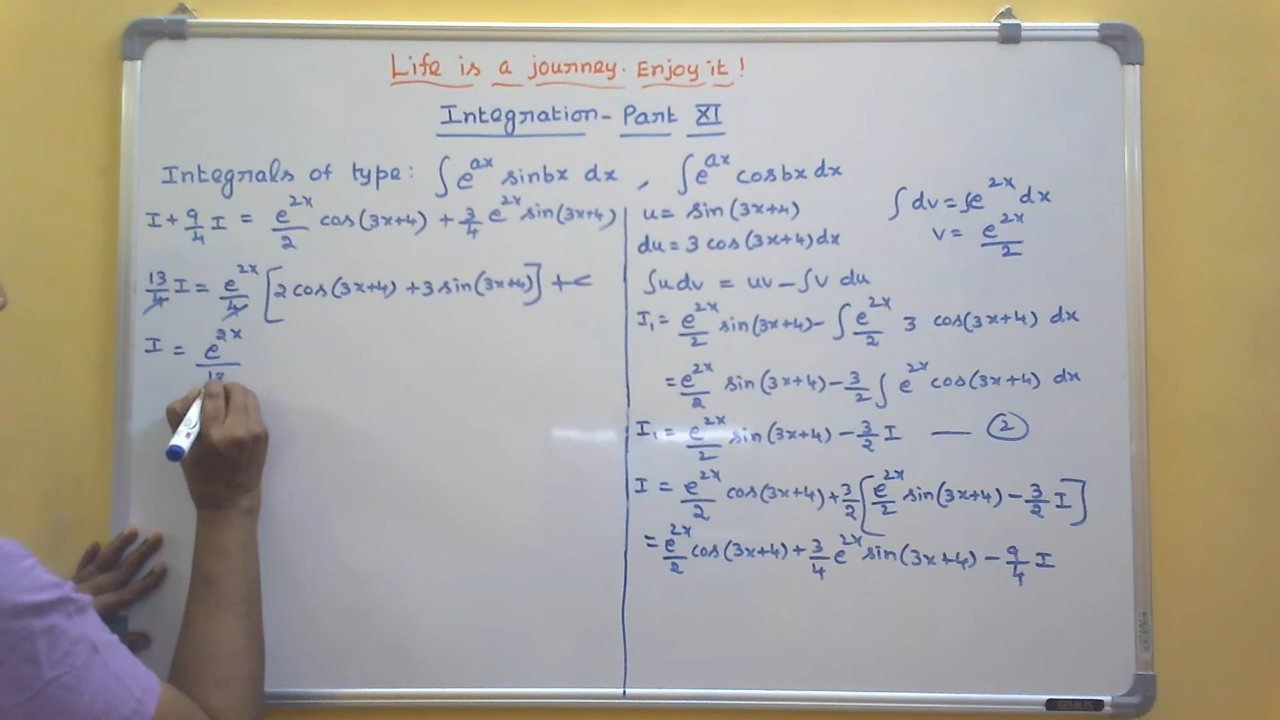 Life is a journey. Enjoy it!
Integration - Part XI
Integrals of type: ∫e^{ax} sinbx dx , ∫e^{ax} cosbx dx
I + 9/4 I = e^{2x}/2 cos(3x+4) + 3/4 e^{2x} sin(3x+4)
13/4 I = e^{2x}/4 [2 cos(3x+4) + 3 sin(3x+4)] + c
I = e^{2x}/
u = sin(3x+4)
du = 3 cos(3x+4) dx
∫dv = ∫e^{2x} dx
v = e^{2x}/2
∫u dv = uv - ∫v du
I₁ = e^{2x}/2 sin(3x+4) - ∫ e^{2x}/2 3 cos(3x+4) dx
= e^{2x}/2 sin(3x+4) - 3/2 ∫ e^{2x} cos(3x+4) dx
I₁ = e^{2x}/2 sin(3x+4) - 3/2 I — ②
I = e^{2x}/2 cos(3x+4) + 3/2 [e^{2x}/2 sin(3x+4) - 3/2 I]
= e^{2x}/2 cos(3x+4) + 3/4 e^{2x} sin(3x+4) - 9/4 I
GENIUS